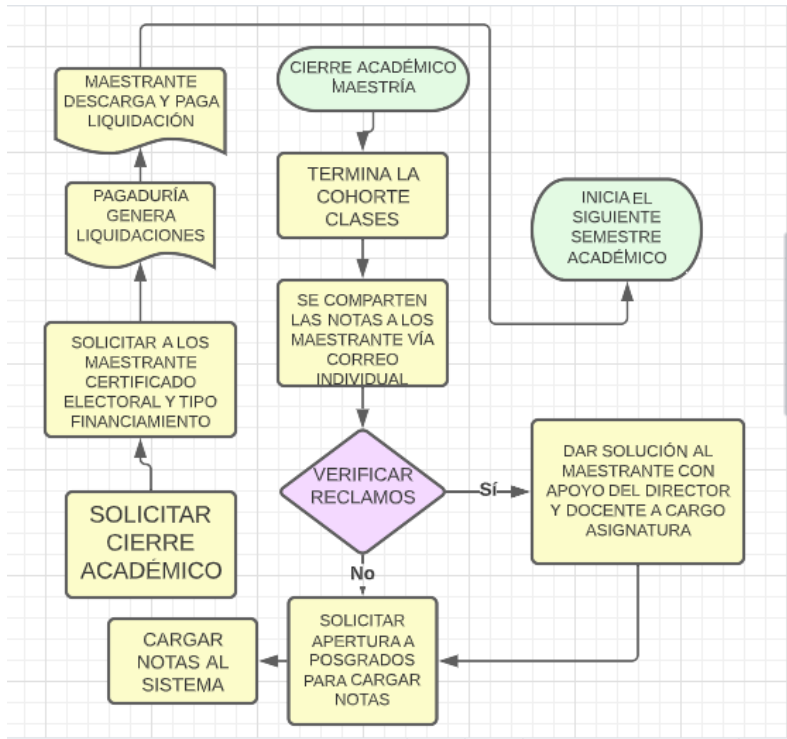 CIERRE ACADÉMICO
MAESTRÍA
TERMINA LA
COHORTE
CLASES
SE COMPARTEN
LAS NOTAS A LOS
MAESTRANTE VÍA
CORREO
INDIVIDUAL
VERIFICAR
RECLAMOS
Sí
DAR SOLUCIÓN AL
MAESTRANTE CON
APOYO DEL DIRECTOR
Y DOCENTE A CARGO
ASIGNATURA
No
SOLICITAR
APERTURA A
POSGRADOS
PARA CARGAR
NOTAS
CARGAR
NOTAS AL
SISTEMA
SOLICITAR
CIERRE
ACADÉMICO
SOLICITAR A LOS
MAESTRANTE
CERTIFICADO
ELECTORAL Y TIPO
FINANCIAMIENTO
PAGADURÍA
GENERA
LIQUIDACIONES
MAESTRANTE
DESCARGA Y PAGA
LIQUIDACIÓN
INICIA EL
SIGUIENTE
SEMESTRE
ACADÉMICO